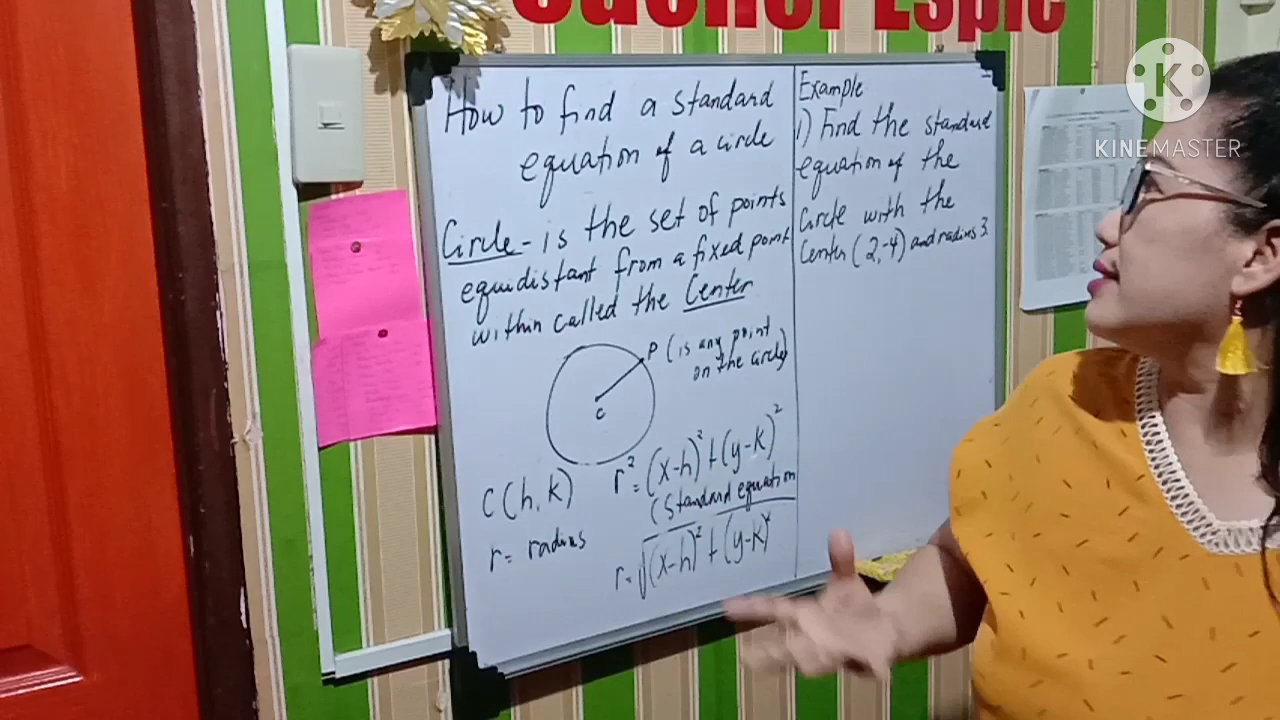 Teacher Espie
How to find a standard
equation of a circle
Circle - is the set of points
equidistant from a fixed point
within called the Center
P (is any point
on the circle)
c
C(h, k)
r = radius
r² = (x-h)² + (y-k)²
(Standard equation
r = √(x-h)² + (y-k)²
Example
1) Find the standard
equation of the
Circle with the
Center (2,-4) and radius 3.
K
KINEMASTER